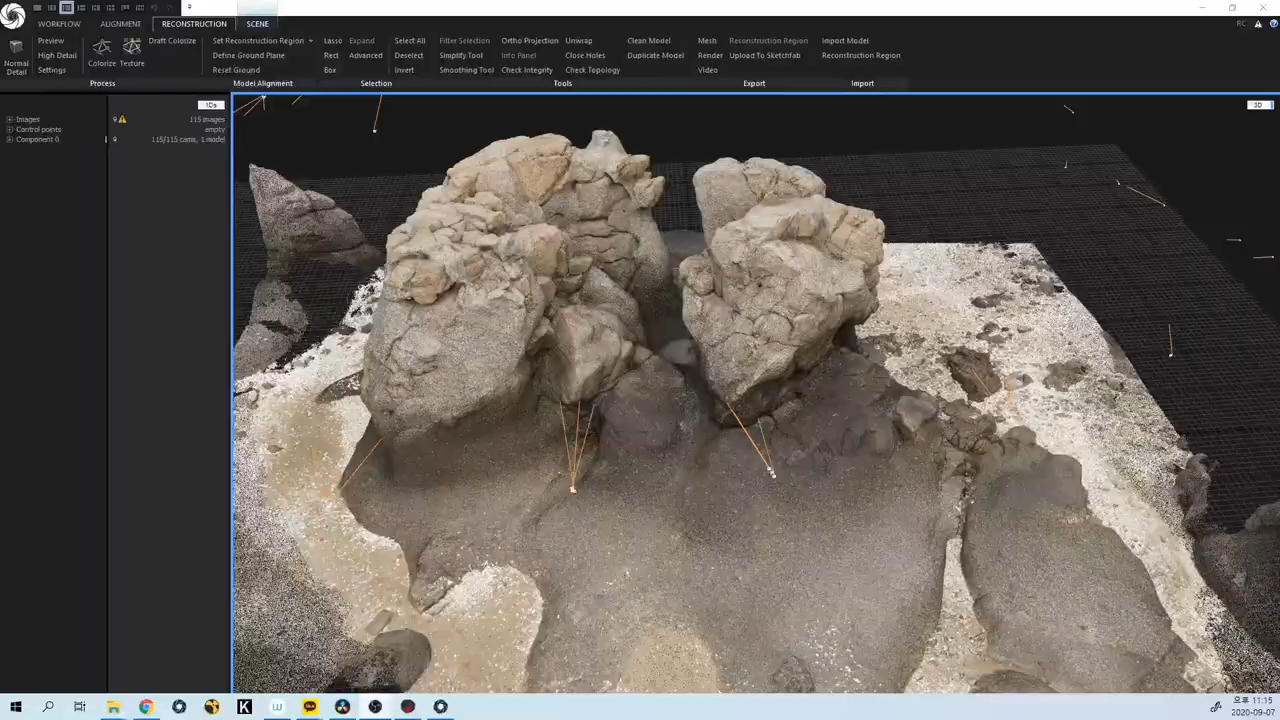 WORKFLOW ALIGNMENT RECONSTRUCTION SCENE
RC:
Normal Detail
Preview
High Detail
Settings
Colorize
Texture
Draft Colorize
Process
Set Reconstruction Region
Define Ground Plane
Reset Ground
Model Alignment
Lasso
Rect
Box
Expand
Advanced
Select All
Deselect
Invert
Selection
Filter Selection
Simplify Tool
Smoothing Tool
Ortho Projection
Info Panel
Check Integrity
Unwrap
Close Holes
Check Topology
Clean Model
Duplicate Model
Tools
Mesh
Render
Video
Reconstruction Region
Upload To Sketchfab
Export
Import Model
Reconstruction Region
Import
1Ds
Images 115 images
Control points empty
Component 0 115/115 cams, 1 model
3D
K
W
TALK
오후 11:15
2020-09-07